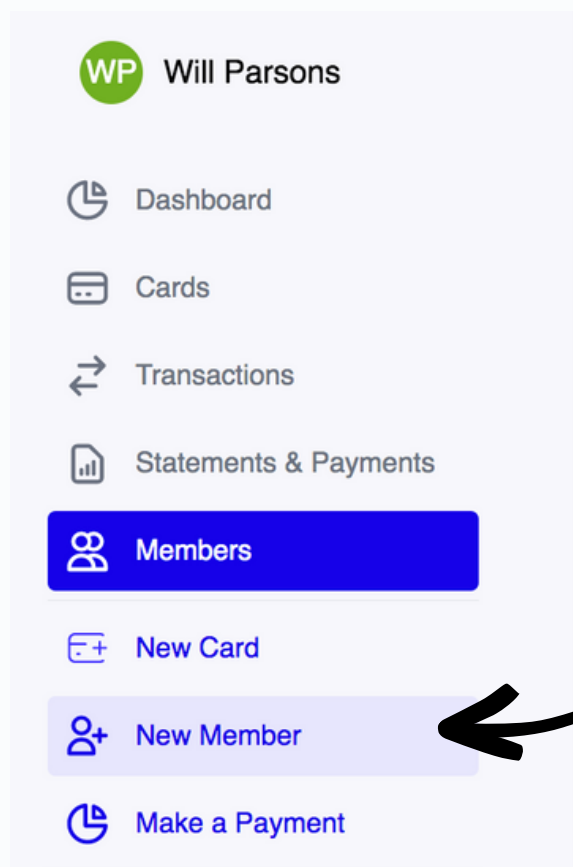 WP Will Parsons
Dashboard
Cards
Transactions
Statements & Payments
Members
New Card
New Member
Make a Payment